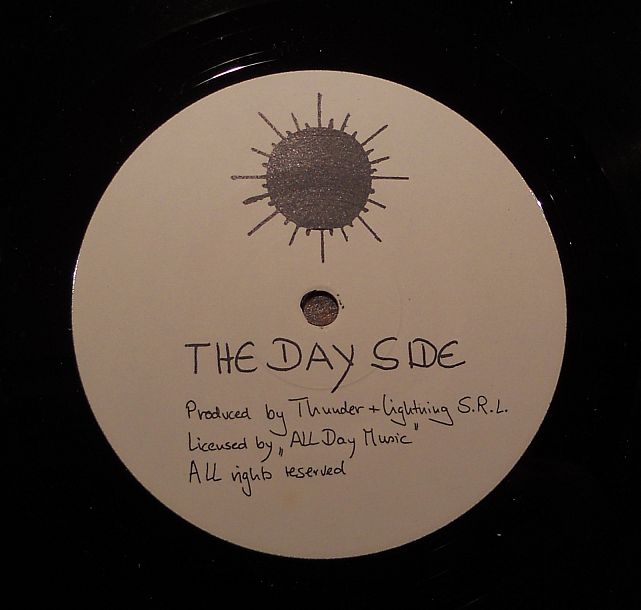 THE DAY SIDE
Produced by Thunder + Lightning S.R.L.
Licensed by „ALL Day Music"
ALL rights reserved